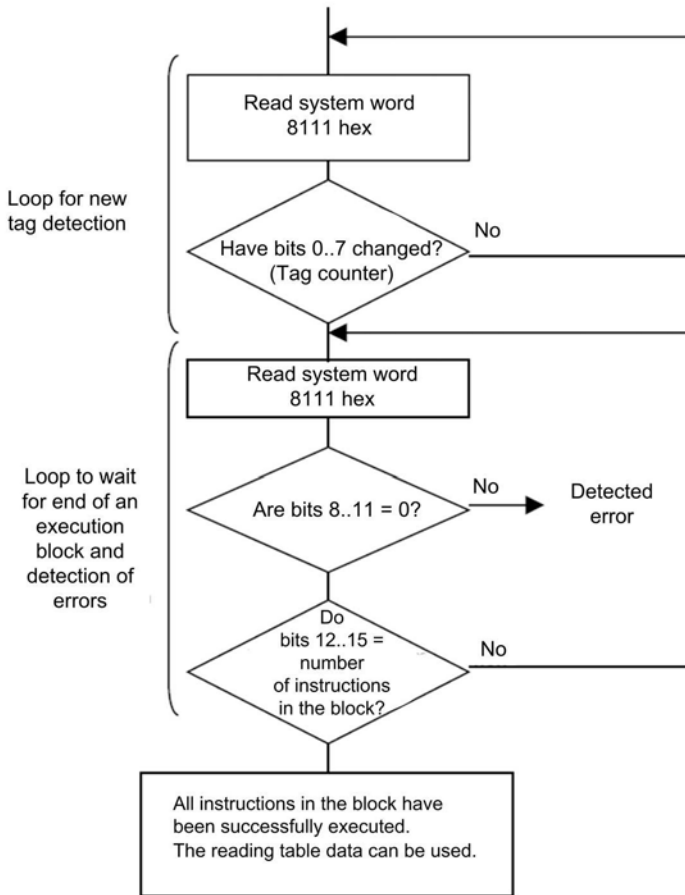 Read system word
8111 hex
Loop for new
tag detection
Have bits 0..7 changed?
(Tag counter)
No
Read system word
8111 hex
Loop to wait
for end of an
execution
block and
detection of
errors
Are bits 8..11 = 0?
No
Detected
error
Do
bits 12..15 =
number
of instructions
in the block?
No
All instructions in the block have
been successfully executed.
The reading table data can be used.